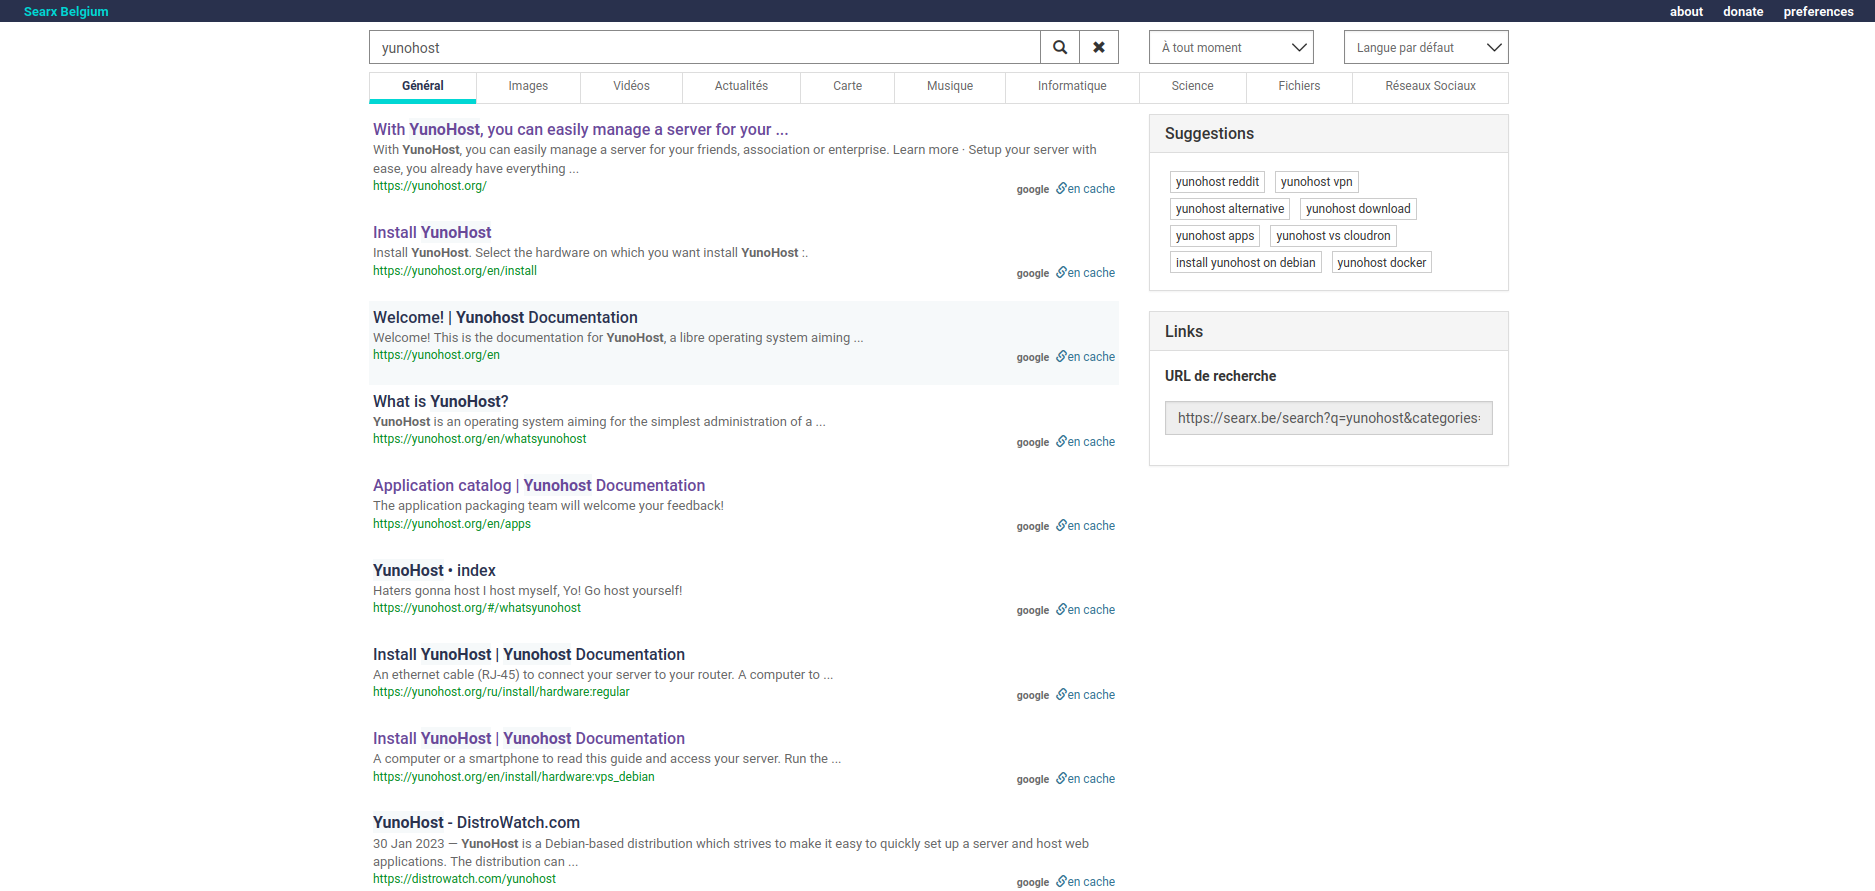 Searx Belgium
about donate preferences
yunohost
À tout moment
Langue par défaut
Général Images Vidéos Actualités Carte Musique Informatique Science Fichiers Réseaux Sociaux
With YunoHost, you can easily manage a server for your ...
With YunoHost, you can easily manage a server for your friends, association or enterprise. Learn more · Setup your server with
ease, you already have everything ...
https://yunohost.org/
google en cache
Install YunoHost
Install YunoHost. Select the hardware on which you want install YunoHost :.
https://yunohost.org/en/install
google en cache
Welcome! | Yunohost Documentation
Welcome! This is the documentation for YunoHost, a libre operating system aiming ...
https://yunohost.org/en
google en cache
What is YunoHost?
YunoHost is an operating system aiming for the simplest administration of a ...
https://yunohost.org/en/whatsyunohost
google en cache
Application catalog | Yunohost Documentation
The application packaging team will welcome your feedback!
https://yunohost.org/en/apps
google en cache
YunoHost • index
Haters gonna host I host myself, Yo! Go host yourself!
https://yunohost.org/#/whatsyunohost
google en cache
Install YunoHost | Yunohost Documentation
An ethernet cable (RJ-45) to connect your server to your router. A computer to ...
https://yunohost.org/ru/install/hardware:regular
google en cache
Install YunoHost | Yunohost Documentation
A computer or a smartphone to read this guide and access your server. Run the ...
https://yunohost.org/en/install/hardware:vps_debian
google en cache
YunoHost - DistroWatch.com
30 Jan 2023 — YunoHost is a Debian-based distribution which strives to make it easy to quickly set up a server and host web
applications. The distribution can ...
https://distrowatch.com/yunohost
google en cache
Suggestions
yunohost reddit yunohost vpn
yunohost alternative yunohost download
yunohost apps yunohost vs cloudron
install yunohost on debian yunohost docker
Links
URL de recherche
https://searx.be/search?q=yunohost&categories=